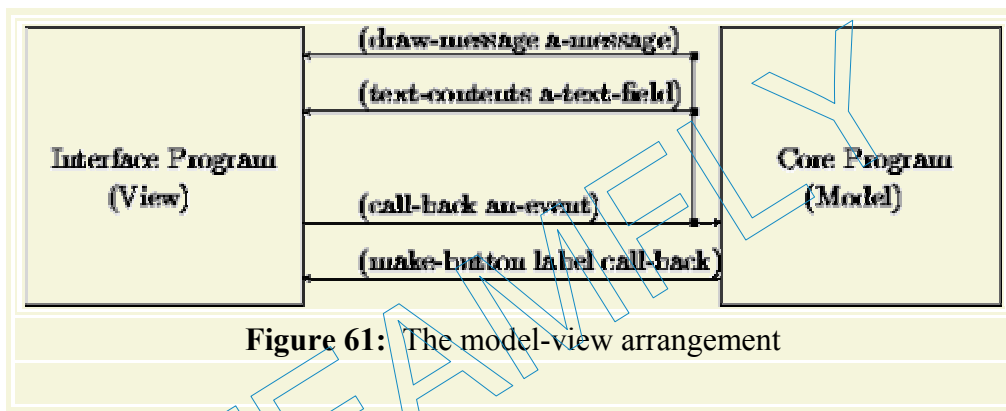 (draw-message a-message)
(text-contents a-text-field)
Interface Program
(View)
Core Program
(Model)
(call-back an-event)
(make-button label call-back)
Figure 61: The model-view arrangement
EAMFLY